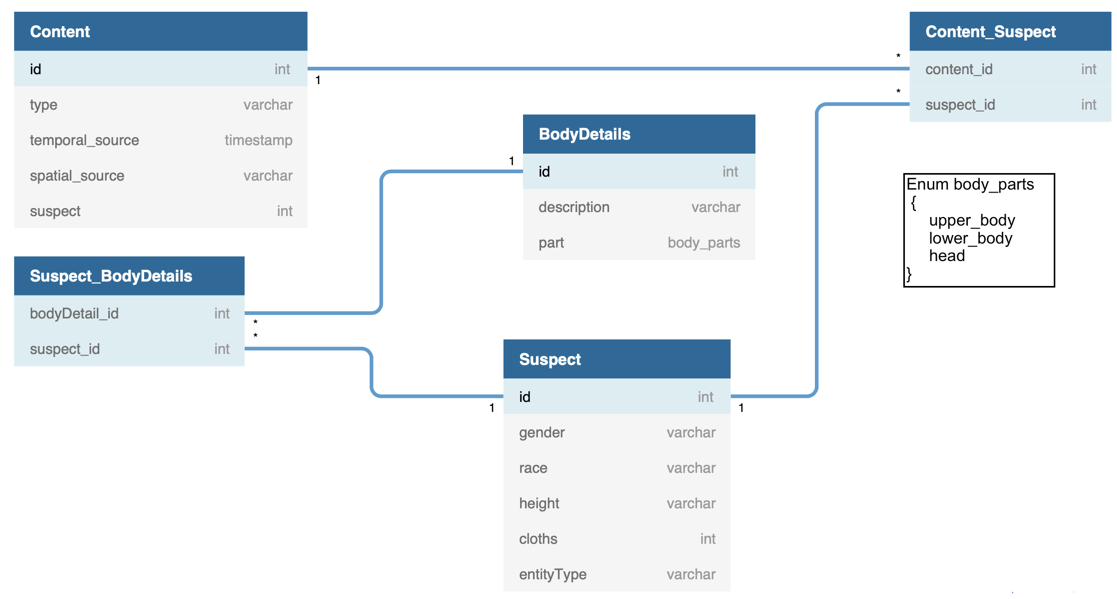 Content
id int
type varchar
temporal_source timestamp
spatial_source varchar
suspect int
1
*
*
Content_Suspect
content_id int
suspect_id int
BodyDetails
1
id int
description varchar
part body_parts
Enum body_parts
{
upper_body
lower_body
head
}
Suspect_BodyDetails
bodyDetail_id int
suspect_id int
*
*
Suspect
id int
1
1
gender varchar
race varchar
height varchar
cloths int
entityType varchar